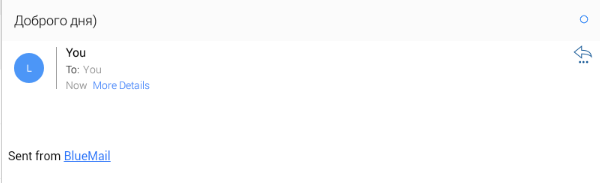 Доброго дня)
L
You
To: You
Now More Details
Sent from BlueMail